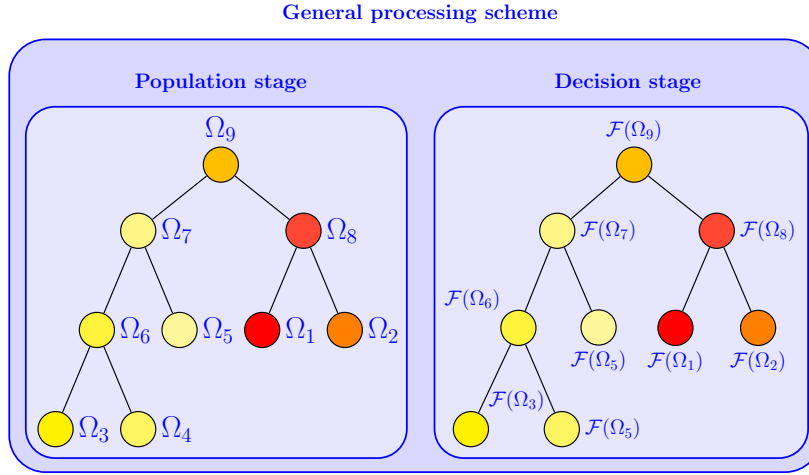 General processing scheme
Population stage
Ω₉
Ω₇
Ω₈
Ω₆
Ω₅
Ω₁
Ω₂
Ω₃
Ω₄
Decision stage
ℱ(Ω₉)
ℱ(Ω₇)
ℱ(Ω₈)
ℱ(Ω₆)
ℱ(Ω₅)
ℱ(Ω₁)
ℱ(Ω₂)
ℱ(Ω₃)
ℱ(Ω₅)